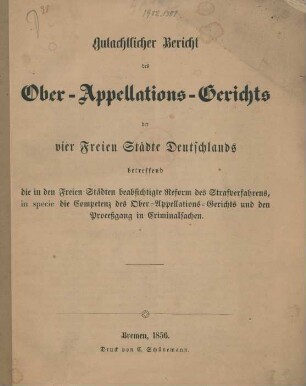 Gutachtlicher Bericht
des
Ober-Appellations-Gerichts
der
vier Freien Städte Deutschlands
betreffend
die in den Freien Städten beabsichtigte Reform des Strafverfahrens,
in specie die Competenz des Ober-Appellations-Gerichts und den
Proceßgang in Criminalsachen.
Bremen, 1856.
Druck von C. Schünemann.